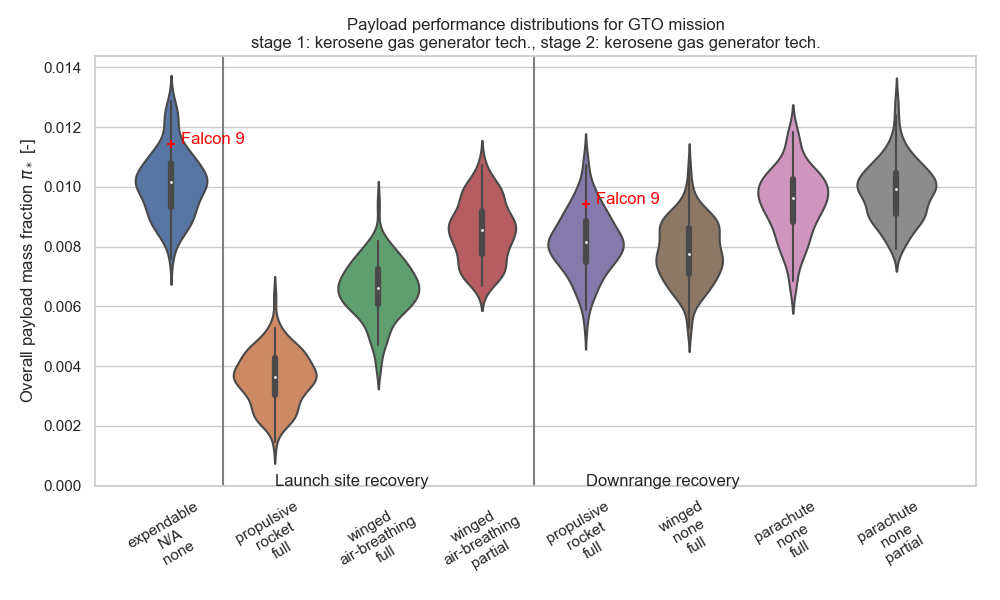 Payload performance distributions for GTO mission
stage 1: kerosene gas generator tech., stage 2: kerosene gas generator tech.
Overall payload mass fraction π* [-]
0.014
0.012
0.010
0.008
0.006
0.004
0.002
0.000
Falcon 9
Falcon 9
Launch site recovery
Downrange recovery
expendable
N/A
none
propulsive
rocket
full
winged
air-breathing
full
winged
air-breathing
partial
propulsive
rocket
full
winged
none
full
parachute
none
full
parachute
none
partial